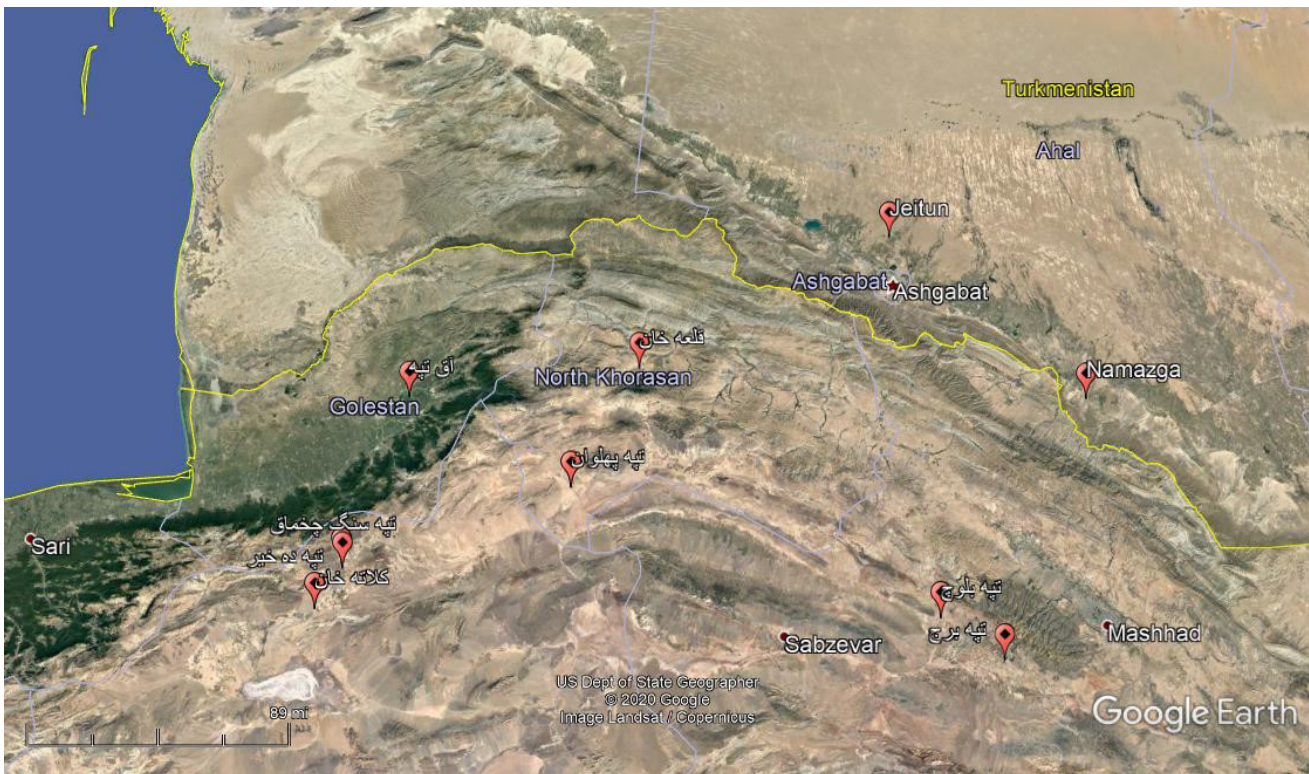 Turkmenistan
Ahal
Jeitun
Ashgabat
Ashgabat
قلعه خان
آق تپه
North Khorasan
Namazga
Golestan
تپه پهلوان
تپه سنگ چخماق
Sari
تپه ده خیر
کلاته خان
تپه بلوچ
تپه برج
Mashhad
Sabzevar
US Dept of State Geographer
© 2020 Google
Image Landsat / Copernicus
89 mi
Google Earth